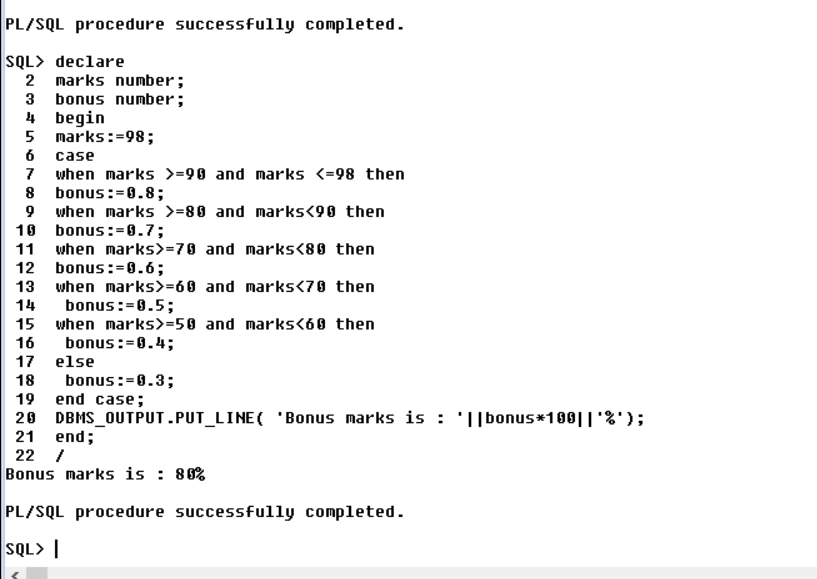 PL/SQL procedure successfully completed.
SQL> declare
2 marks number;
3 bonus number;
4 begin
5 marks:=98;
6 case
7 when marks >=90 and marks <=98 then
8 bonus:=0.8;
9 when marks >=80 and marks<90 then
10 bonus:=0.7;
11 when marks>=70 and marks<80 then
12 bonus:=0.6;
13 when marks>=60 and marks<70 then
14 bonus:=0.5;
15 when marks>=50 and marks<60 then
16 bonus:=0.4;
17 else
18 bonus:=0.3;
19 end case;
20 DBMS_OUTPUT.PUT_LINE( 'Bonus marks is : '||bonus*100||'%');
21 end;
22 /
Bonus marks is : 80%
PL/SQL procedure successfully completed.
SQL>